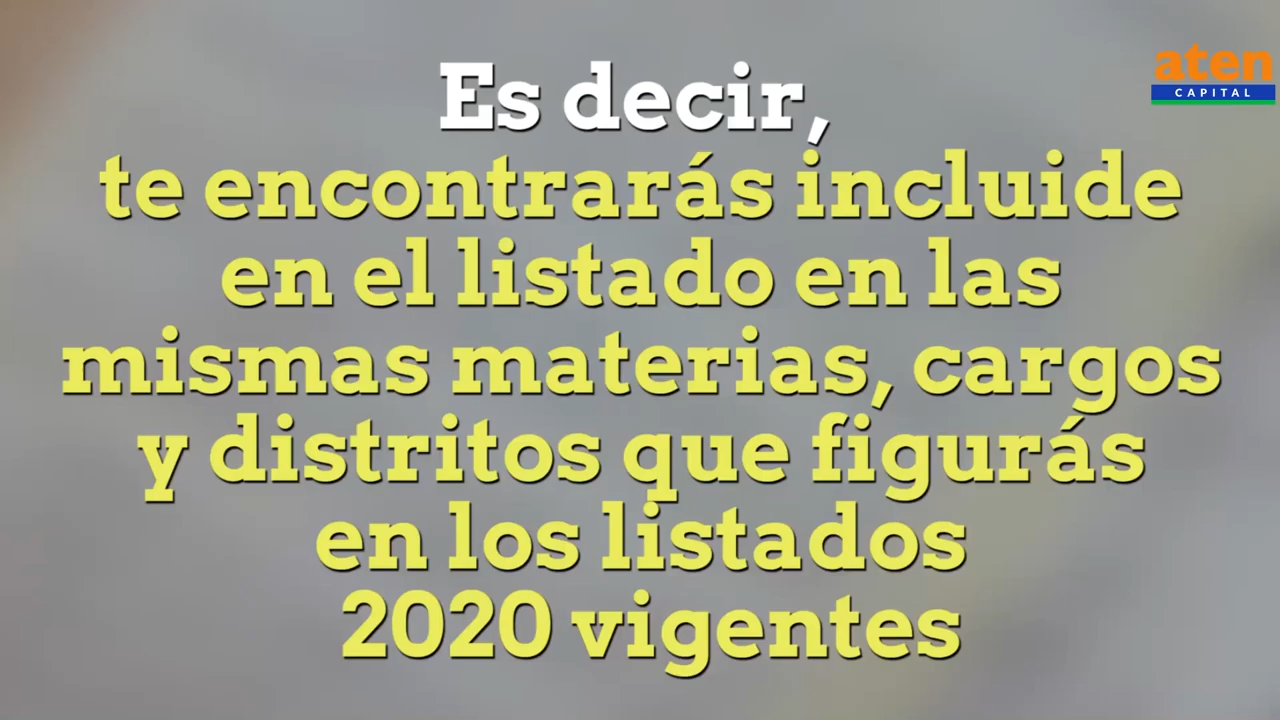 Es decir,
te encontrarás incluide
en el listado en las
mismas materias, cargos
y distritos que figurás
en los listados
2020 vigentes
aten
CAPITAL